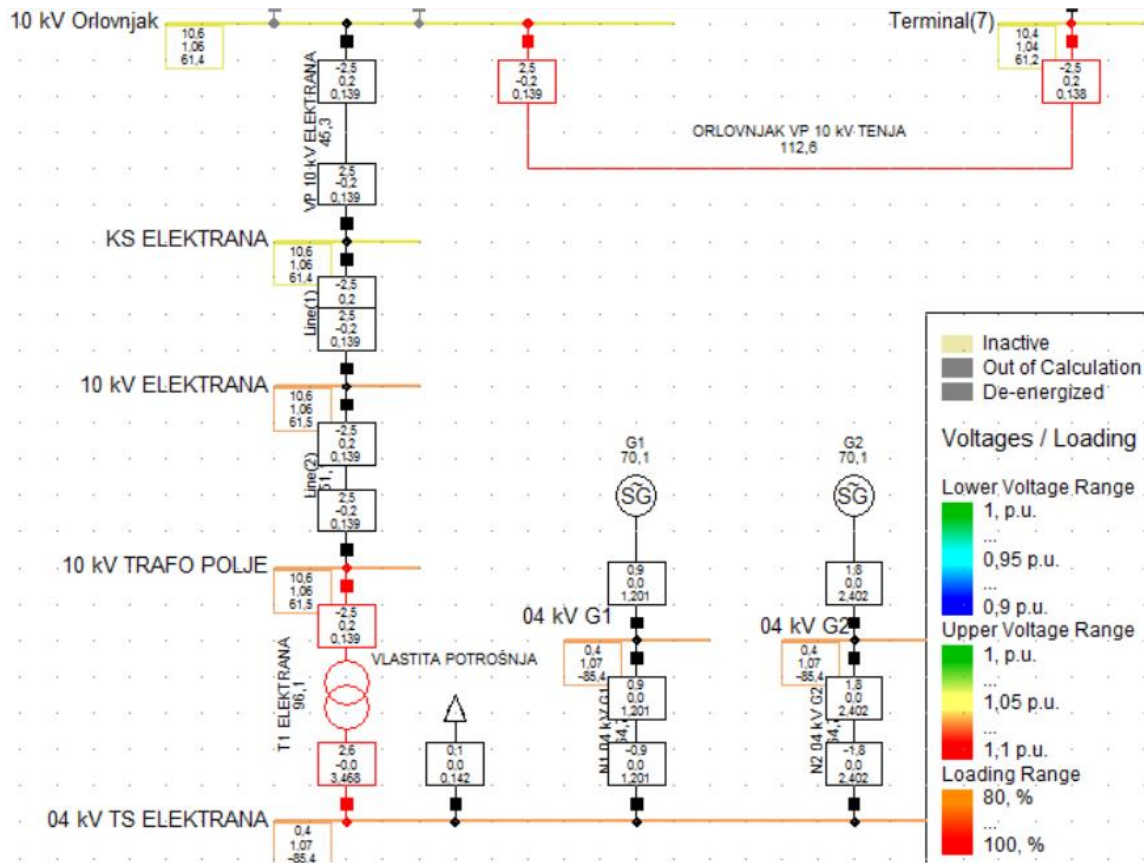 10 kV Orlovnjak
10,6
1,06
61,4
-2,5
0,2
0,139
2,5
-0,2
0,139
Terminal(7)
10,4
1,04
61,2
-2,5
0,2
0,138
ORLOVNJAK VP 10 kV TENJA
112,6
VP 10 kV ELEKTRANA
45,3
2,5
-0,2
0,139
KS ELEKTRANA
10,6
1,06
61,4
-2,5
0,2
Line(1)
2,5
-0,2
0,139
10 kV ELEKTRANA
10,6
1,06
61,5
-2,5
0,2
0,139
Line(2)
2,5
-0,2
0,139
10 kV TRAFO POLJE
10,6
1,06
61,5
-2,5
0,2
0,139
T1 ELEKTRANA
96,1
2,6
-0,0
3,468
VLASTITA POTROŠNJA
0,1
0,0
0,142
G1
70,1
SG
0,9
0,0
1,201
04 kV G1
0,4
1,07
-85,4
0,9
0,0
1,201
N1 04 kV G1
-0,9
0,0
1,201
G2
70,1
SG
1,8
0,0
2,402
04 kV G2
0,4
1,07
-85,4
1,8
0,0
2,402
N2 04 kV G2
-1,8
0,0
2,402
04 kV TS ELEKTRANA
0,4
1,07
-85,4
Inactive
Out of Calculation
De-energized
Voltages / Loading
Lower Voltage Range
1, p.u.
...
0,95 p.u.
...
0,9 p.u.
Upper Voltage Range
1, p.u.
...
1,05 p.u.
...
1,1 p.u.
Loading Range
80, %
...
100, %